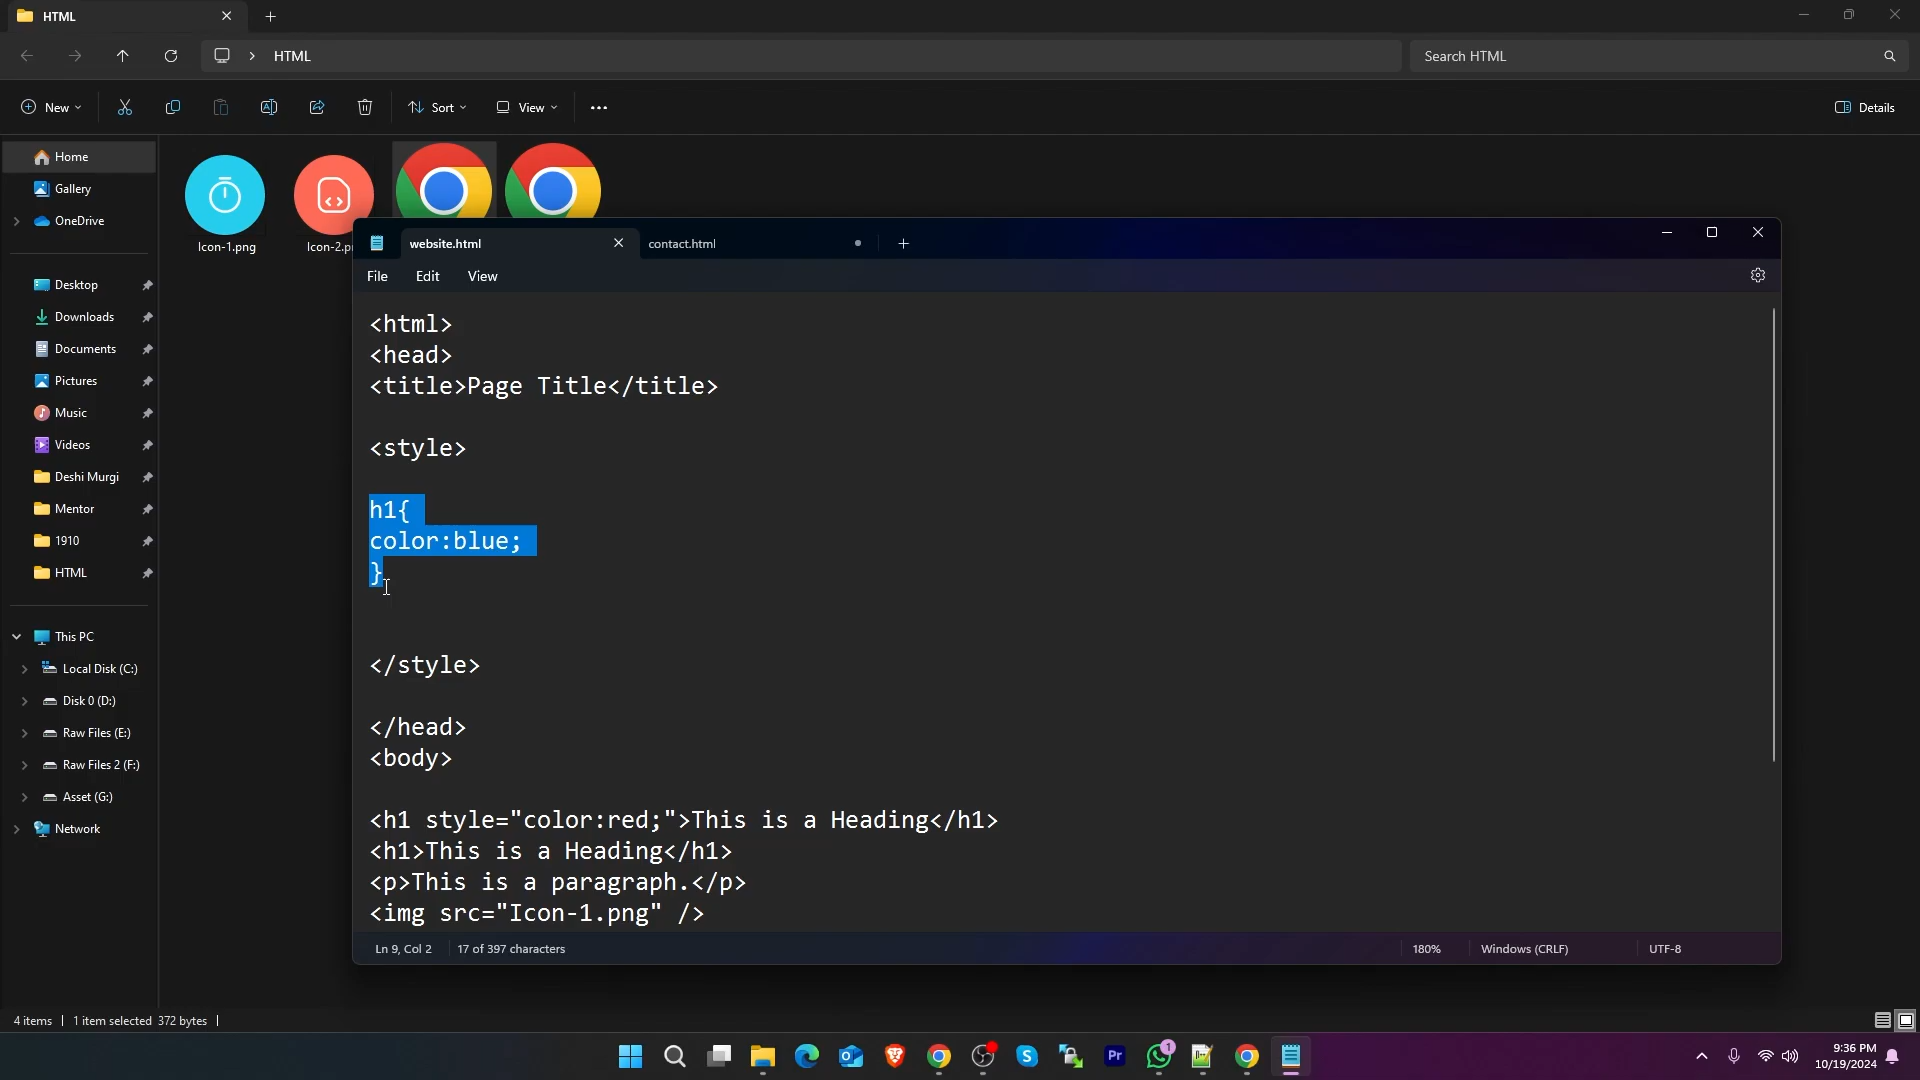 HTML
HTML
Search HTML
New
Sort
View
Details
Home
Gallery
OneDrive
Desktop
Downloads
Documents
Pictures
Music
Videos
Deshi Murgi
Mentor
1910
HTML
This PC
Local Disk (C:)
Disk 0 (D:)
Raw Files (E:)
Raw Files 2 (F:)
Asset (G:)
Network
Icon-1.png
Icon-2.p
website.html
contact.html
File
Edit
View
<html>
<head>
<title>Page Title</title>
<style>
h1{
color:blue;
}
</style>
</head>
<body>
<h1 style="color:red;">This is a Heading</h1>
<h1>This is a Heading</h1>
<p>This is a paragraph.</p>
<img src="Icon-1.png" />
Ln 9, Col 2
17 of 397 characters
180%
Windows (CRLF)
UTF-8
4 items
1 item selected 372 bytes
Pr
1
9:36 PM
10/19/2024